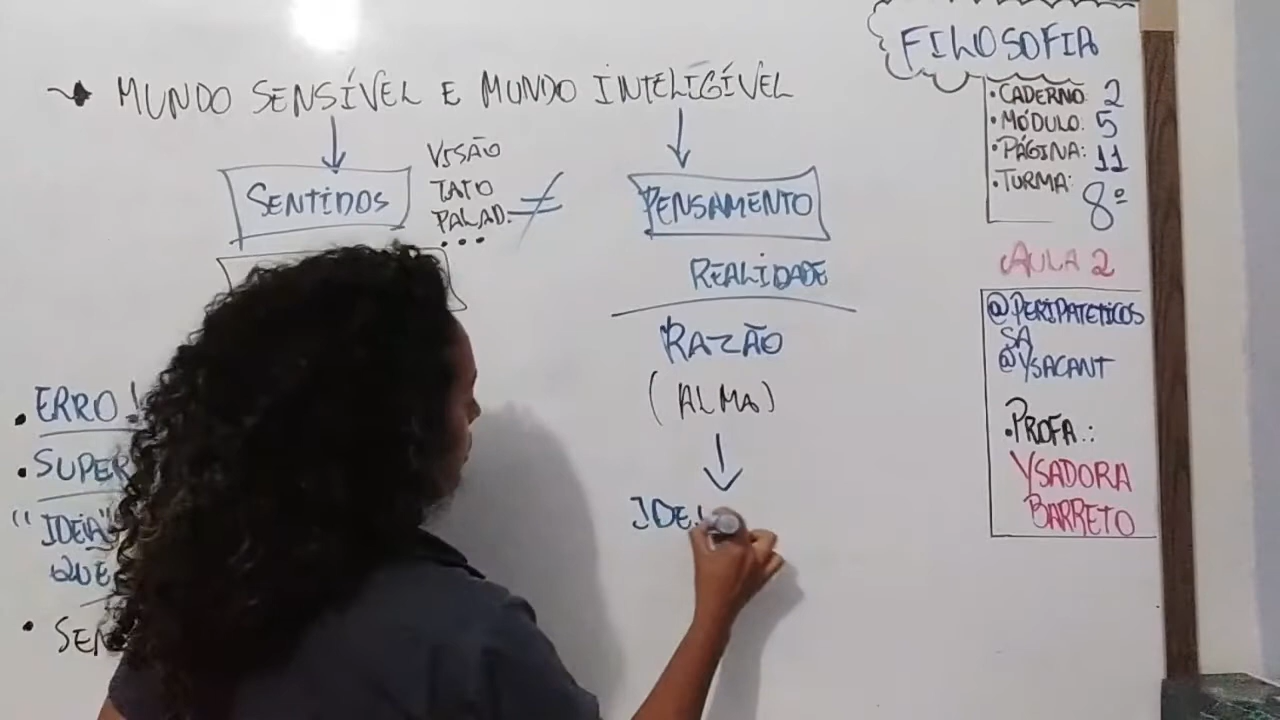 MUNDO SENSÍVEL E MUNDO INTELIGÍVEL
SENTIDOS
VISÃO
TATO
PALAD.
...
≠
PENSAMENTO
REALIDADE
RAZÃO
(ALMA)
IDEI
• ERRO!
• SUPER
"IDEIA"
QUE
• SEN
FILOSOFIA
• CADERNO 2
• MÓDULO: 5
• PÁGINA: 11
• TURMA: 8º
AULA 2
@PERIPATETICOS
SA
@YSACANT
• PROFA.:
YSADORA
BARRETO